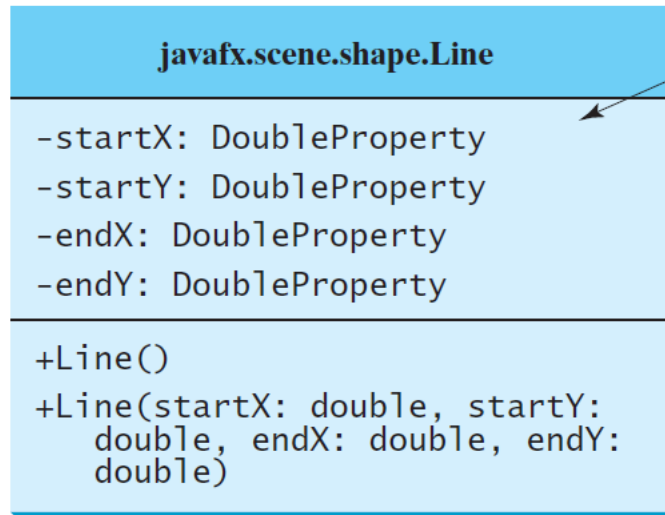 javafx.scene.shape.Line
-startX: DoubleProperty
-startY: DoubleProperty
-endX: DoubleProperty
-endY: DoubleProperty
+Line()
+Line(startX: double, startY:
double, endX: double, endY:
double)